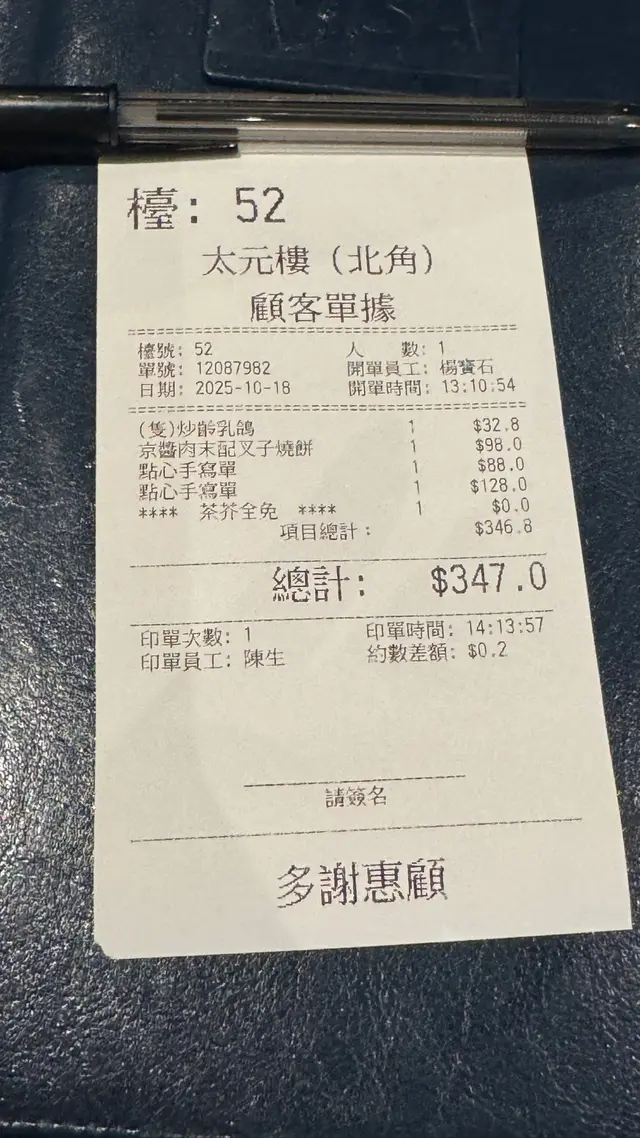 檯: 52
太元樓（北角）
顧客單據
檯號: 52 人 數: 1
單號: 12087982 開單員工: 楊寶石
日期: 2025-10-18 開單時間: 13:10:54
(隻)炒齡乳鴿 1 $32.8
京醬肉末配叉子燒餅 1 $98.0
點心手寫單 1 $88.0
點心手寫單 1 $128.0
**** 茶芥全免 **** 1 $0.0
項目總計: $346.8
總計: $347.0
印單次數: 1 印單時間: 14:13:57
印單員工: 陳生 約數差額: $0.2
請簽名
多謝惠顧